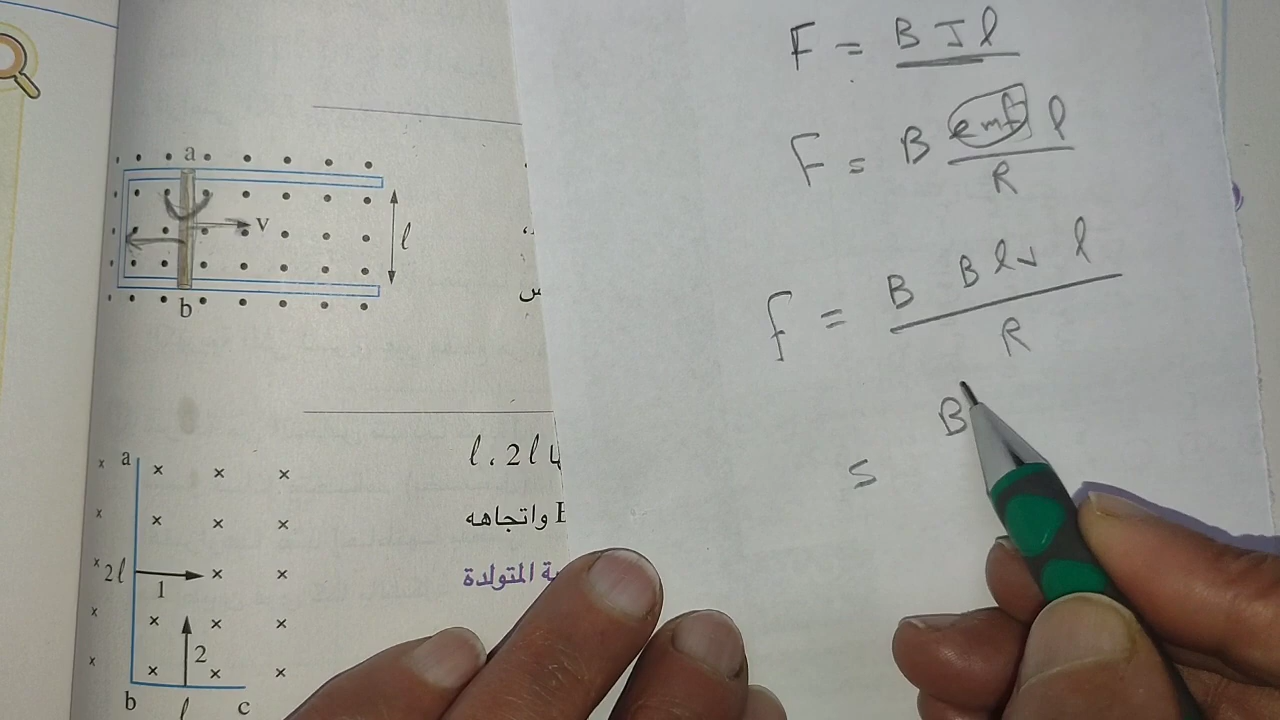 F = B I l
F = B emf l
R
a
F = B B l v l
R
v
l
b
B
=
l ، 2l
a
واتجاهه
2l
1
المتولدة
2
b
l
c